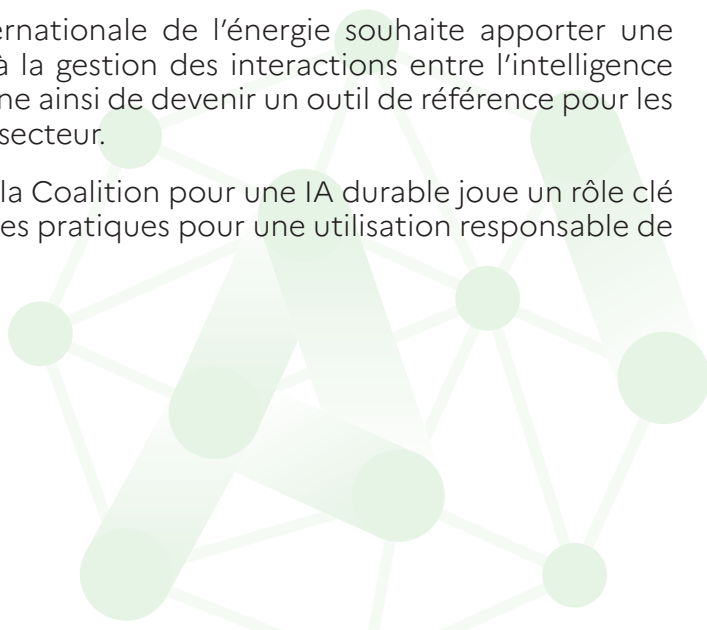 ernationale de l’énergie souhaite apporter une
à la gestion des interactions entre l’intelligence
ne ainsi de devenir un outil de référence pour les
secteur.
la Coalition pour une IA durable joue un rôle clé
es pratiques pour une utilisation responsable de